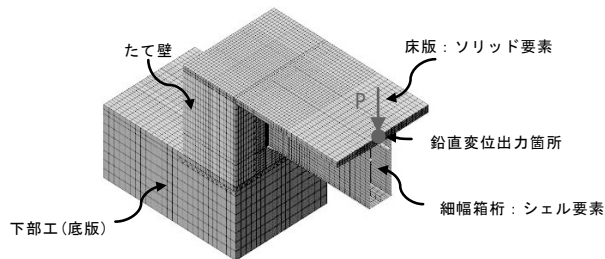 たて壁
床版：ソリッド要素
P
鉛直変位出力箇所
細幅箱桁：シェル要素
下部工(底版)